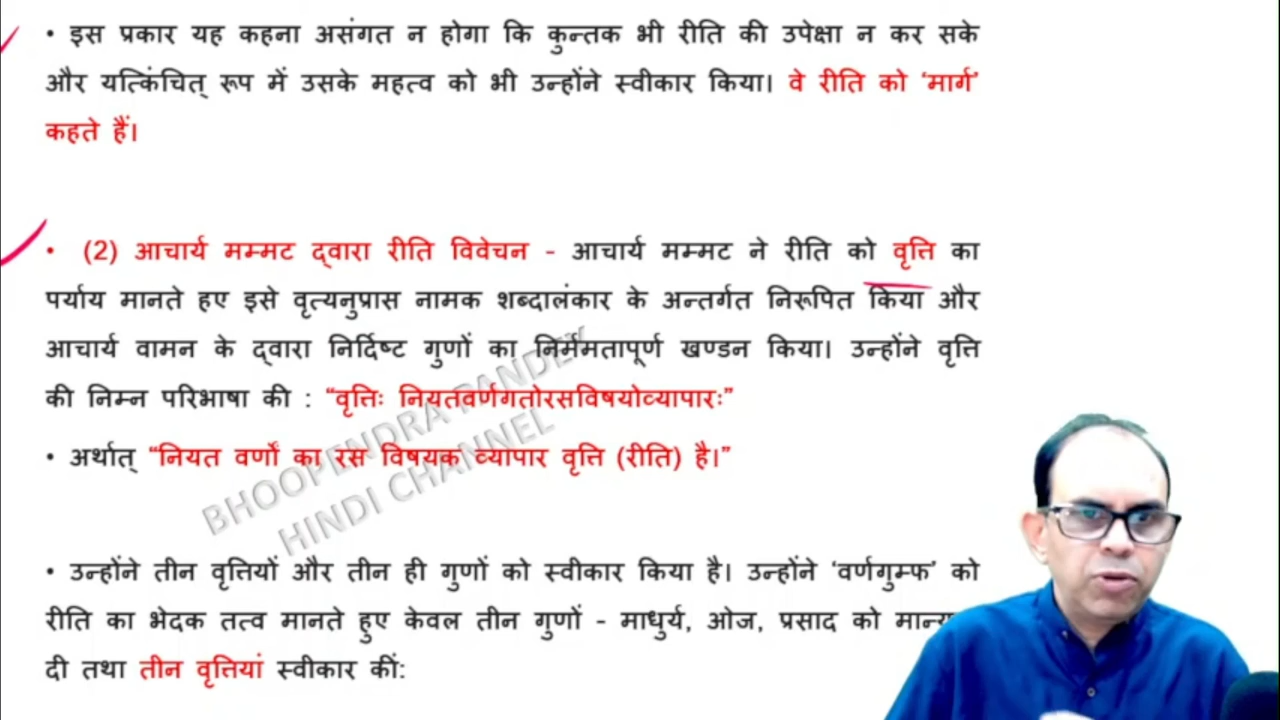 • इस प्रकार यह कहना असंगत न होगा कि कुन्तक भी रीति की उपेक्षा न कर सके
और यत्किंचित् रूप में उसके महत्व को भी उन्होंने स्वीकार किया। वे रीति को ‘मार्ग’
कहते हैं।
• (2) आचार्य मम्मट द्वारा रीति विवेचन - आचार्य मम्मट ने रीति को वृत्ति का
पर्याय मानते हए इसे वृत्यनुप्रास नामक शब्दालंकार के अन्तर्गत निरूपित किया और
आचार्य वामन के द्वारा निर्दिष्ट गुणों का निर्ममतापूर्ण खण्डन किया। उन्होंने वृत्ति
की निम्न परिभाषा की : “वृत्तिः नियतवर्णगतोरसविषयोव्यापारः”
• अर्थात् “नियत वर्णों का रस विषयक व्यापार वृत्ति (रीति) है।”
BHOOPENDRA PANDEY
HINDI CHANNEL
• उन्होंने तीन वृत्तियों और तीन ही गुणों को स्वीकार किया है। उन्होंने ‘वर्णगुम्फ’ को
रीति का भेदक तत्व मानते हुए केवल तीन गुणों - माधुर्य, ओज, प्रसाद को
दी तथा तीन वृत्तियां स्वीकार कीं: